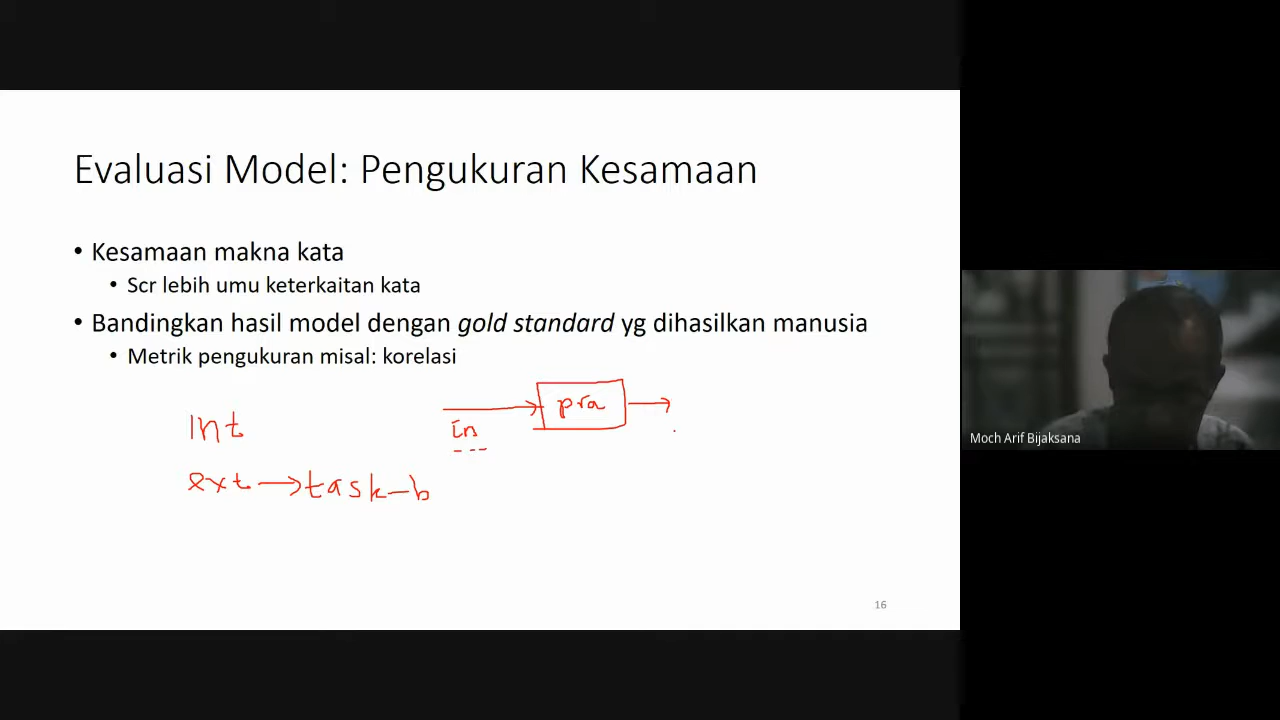 Evaluasi Model: Pengukuran Kesamaan
• Kesamaan makna kata
• Scr lebih umu keterkaitan kata
• Bandingkan hasil model dengan gold standard yg dihasilkan manusia
• Metrik pengukuran misal: korelasi
Int
in
pra
ext → task-b
16
Moch Arif Bijaksana